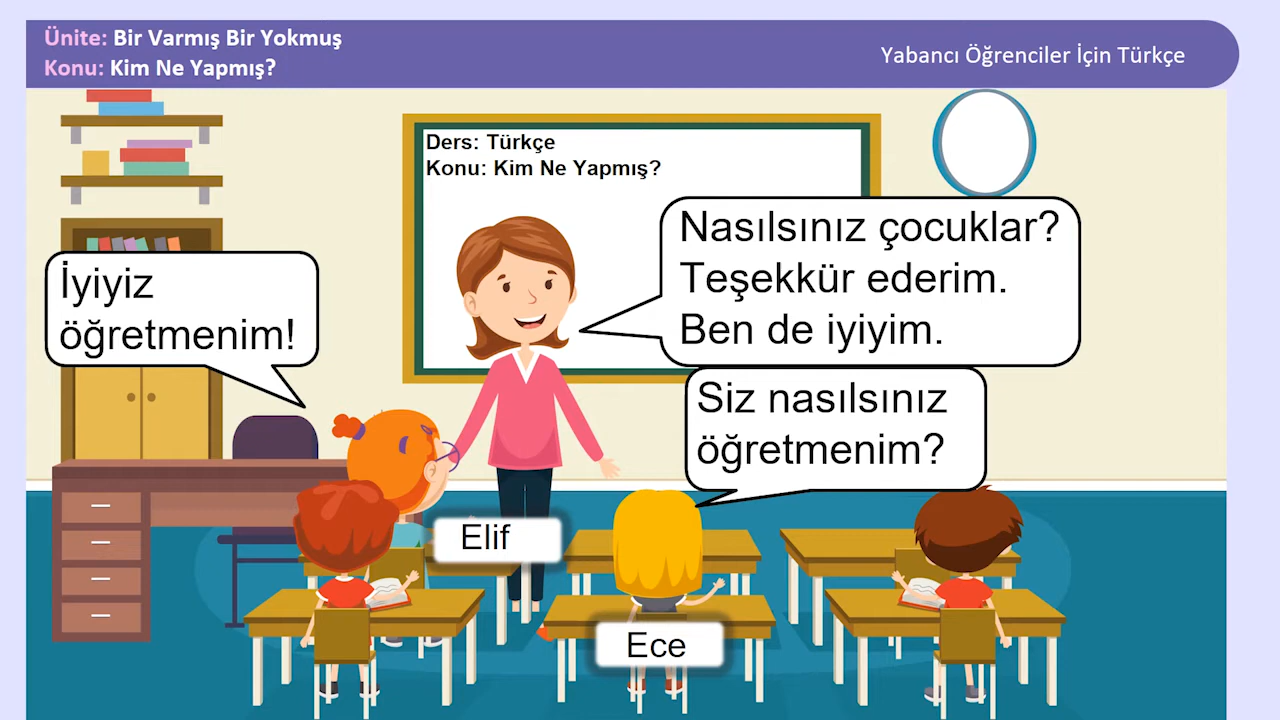 Ünite: Bir Varmış Bir Yokmuş
Konu: Kim Ne Yapmış?
Yabancı Öğrenciler İçin Türkçe
Ders: Türkçe
Konu: Kim Ne Yapmış?
Nasılsınız çocuklar?
Teşekkür ederim.
Ben de iyiyim.
İyiyiz
öğretmenim!
Siz nasılsınız
öğretmenim?
Elif
Ece